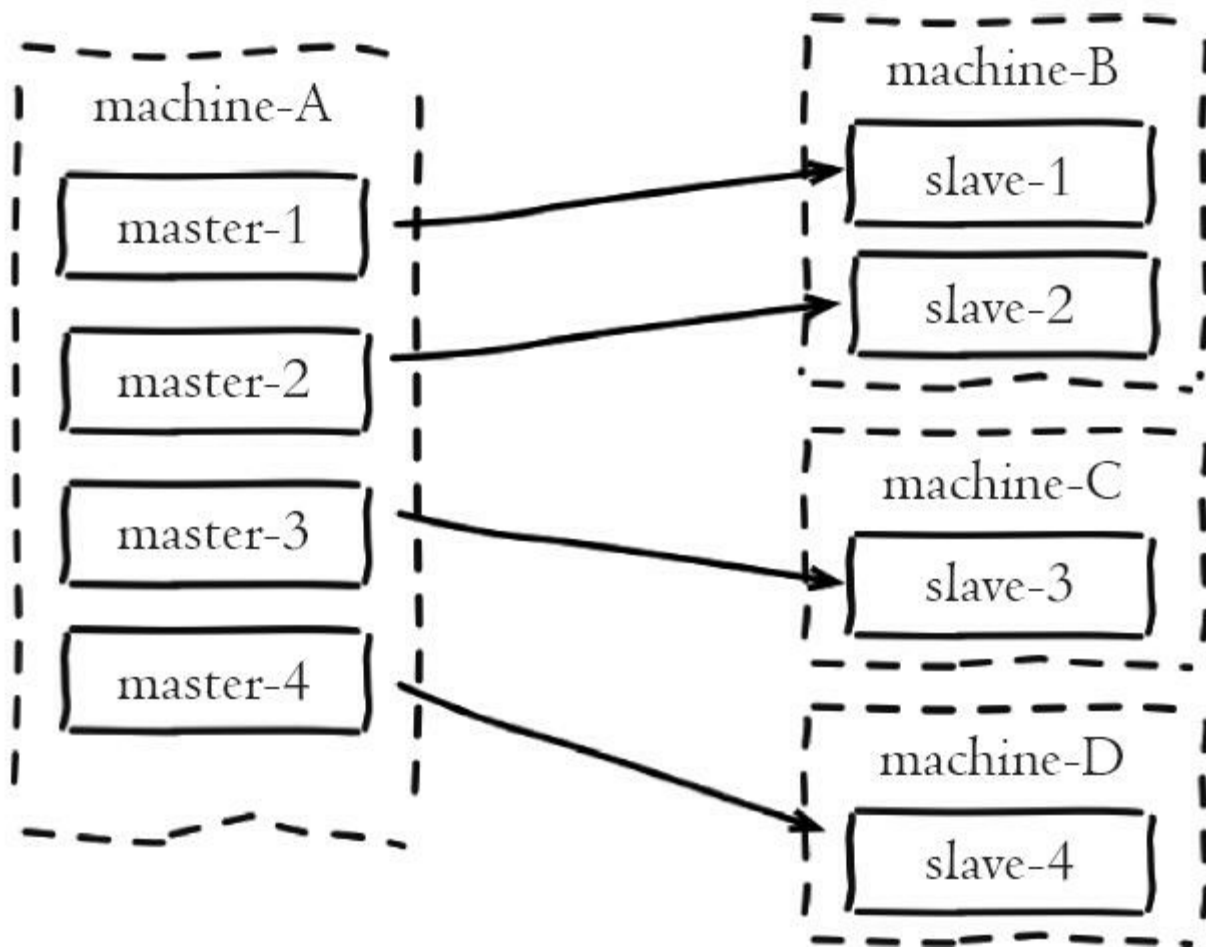 machine-A
master-1
master-2
master-3
master-4
machine-B
slave-1
slave-2
machine-C
slave-3
machine-D
slave-4